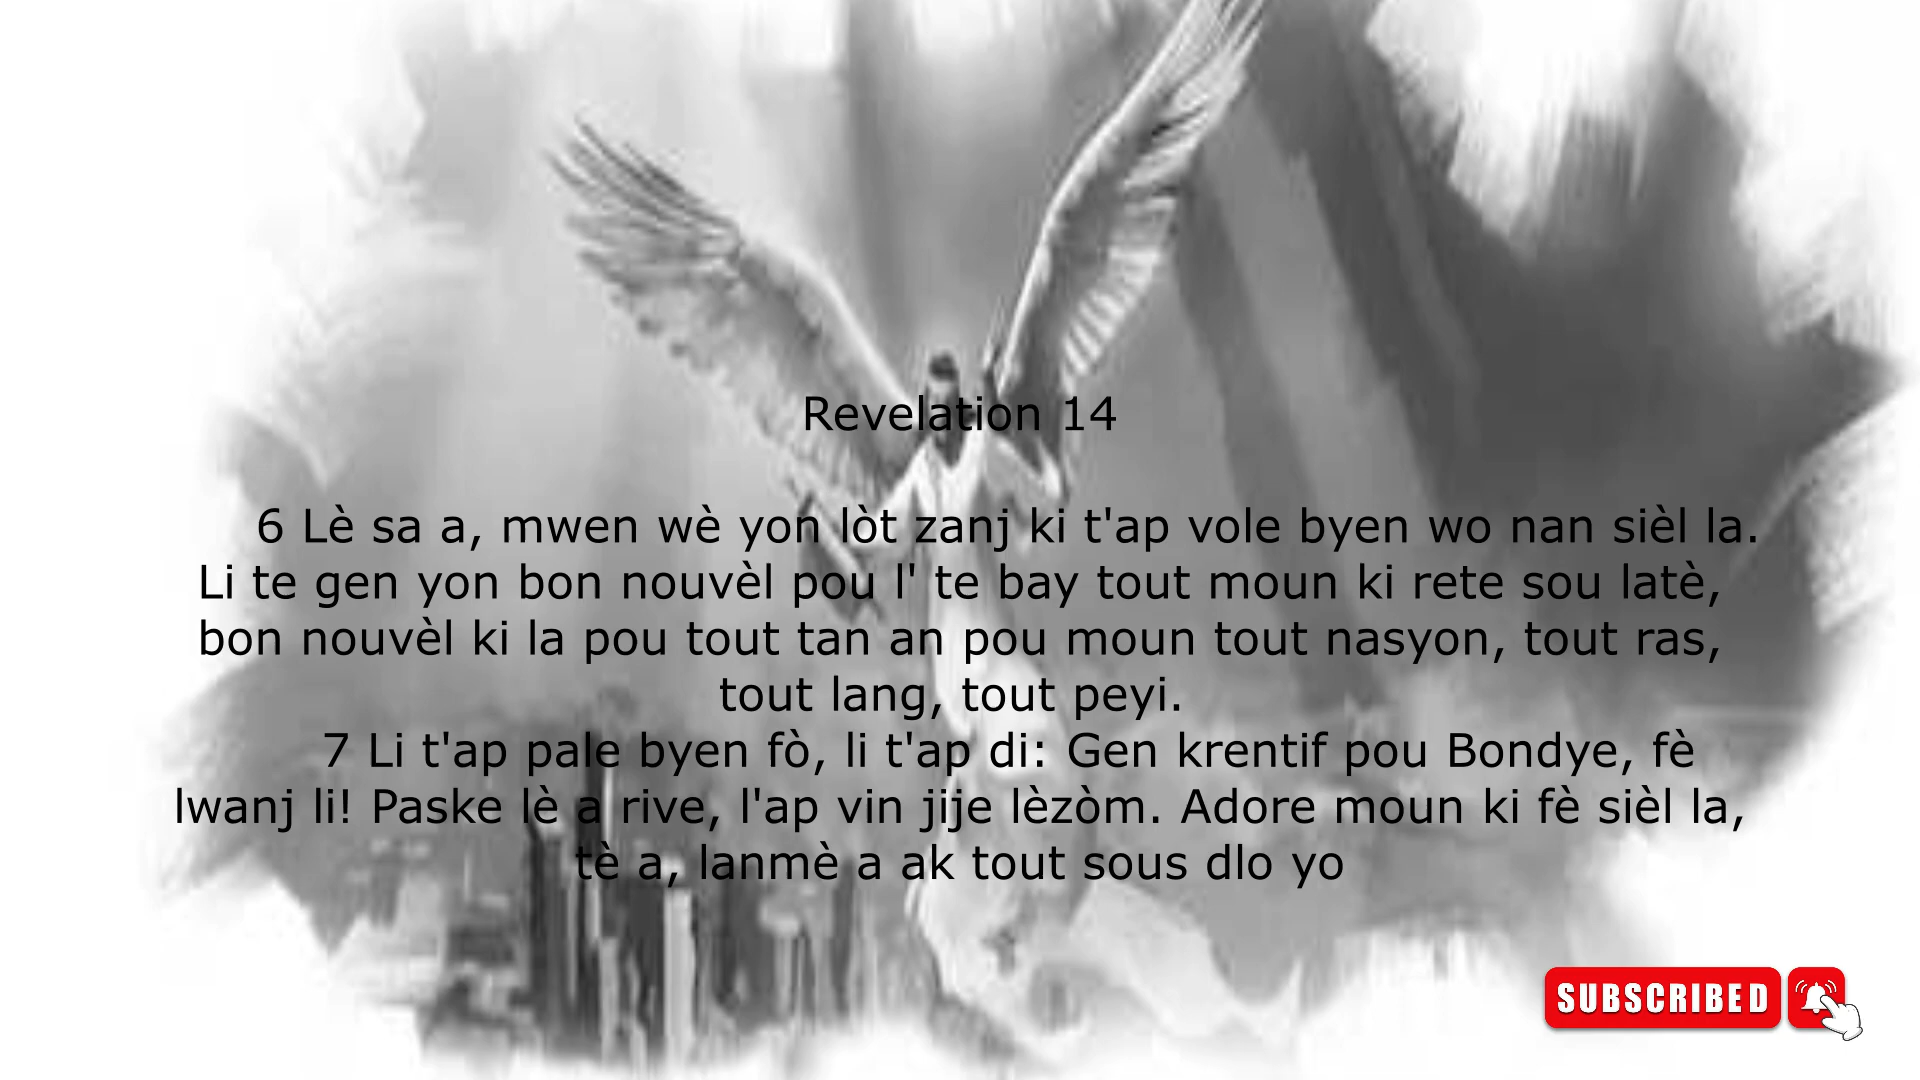 Revelation 14
6 Lè sa a, mwen wè yon lòt zanj ki t'ap vole byen wo nan sièl la.
Li te gen yon bon nouvèl pou l' te bay tout moun ki rete sou latè,
bon nouvèl ki la pou tout tan an pou moun tout nasyon, tout ras,
tout lang, tout peyi.
7 Li t'ap pale byen fò, li t'ap di: Gen krentif pou Bondye, fè
lwanj li! Paske lè a rive, l'ap vin jije lèzòm. Adore moun ki fè sièl la,
tè a, lanmè a ak tout sous dlo yo
SUBSCRIBED